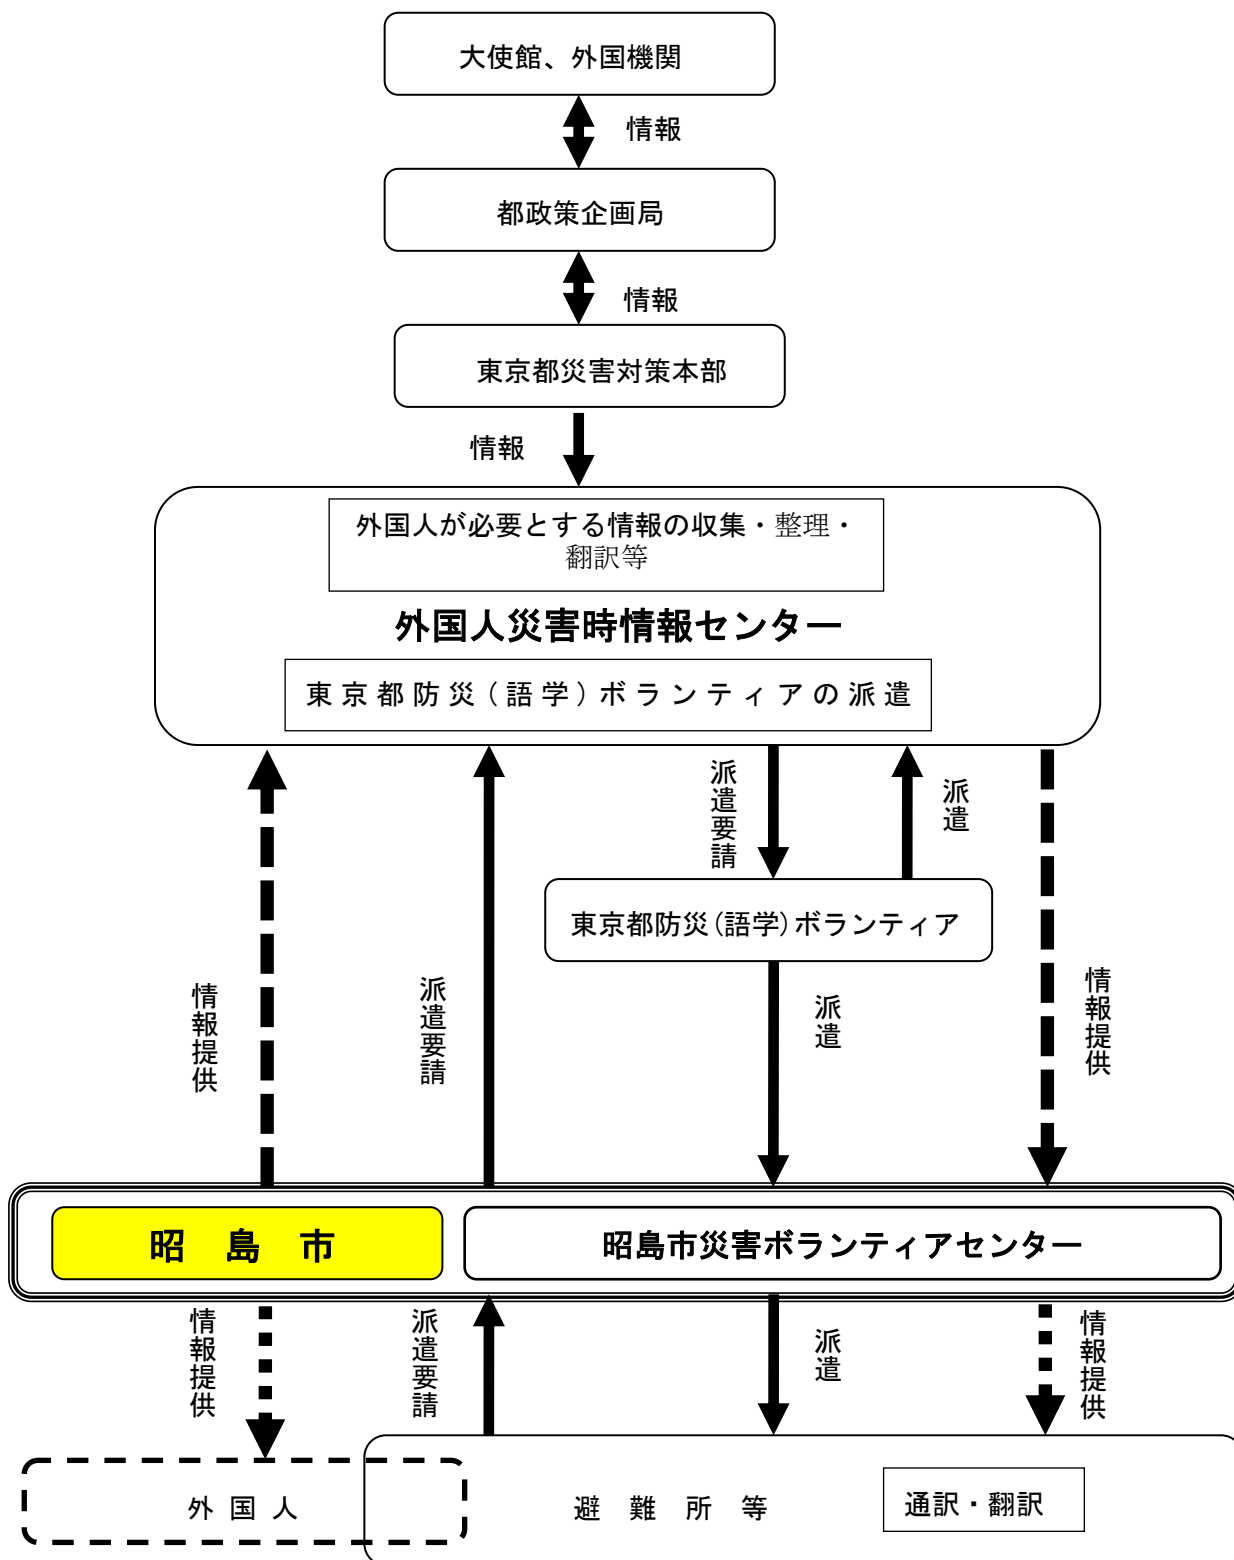 大使館、外国機関
情報
都政策企画局
情報
東京都災害対策本部
情報
外国人が必要とする情報の収集・整理・
翻訳等
外国人災害時情報センター
東京都防災(語学)ボランティアの派遣
派遣要請
派遣
東京都防災(語学)ボランティア
情報提供
派遣要請
派遣
情報提供
昭島市
昭島市災害ボランティアセンター
情報提供
派遣要請
派遣
情報提供
外国人
避難所等
通訳・翻訳